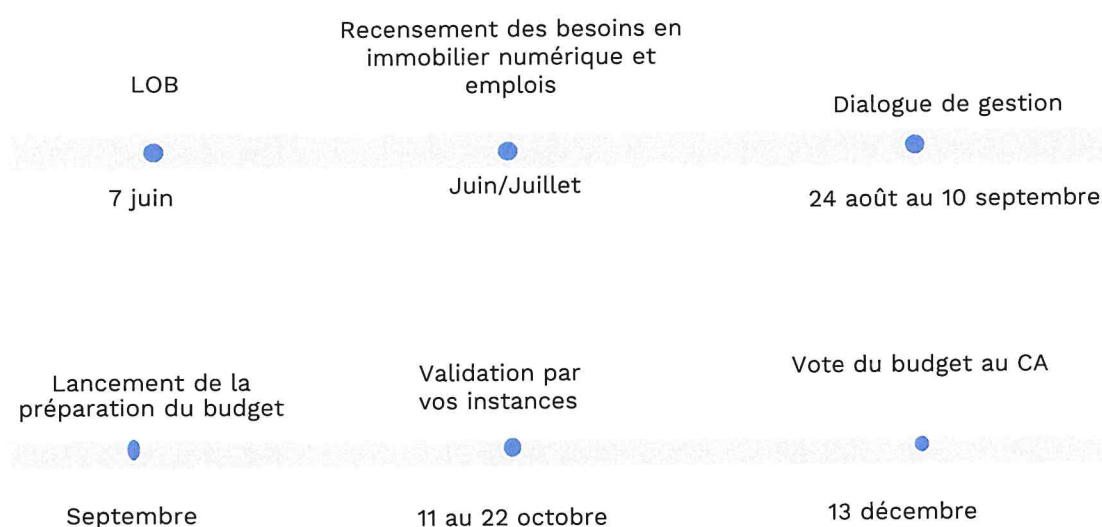 LOB
7 juin
Recensement des besoins en
immobilier numérique et
emplois
Juin/Juillet
Dialogue de gestion
24 août au 10 septembre
Lancement de la
préparation du budget
Septembre
Validation par
vos instances
11 au 22 octobre
Vote du budget au CA
13 décembre